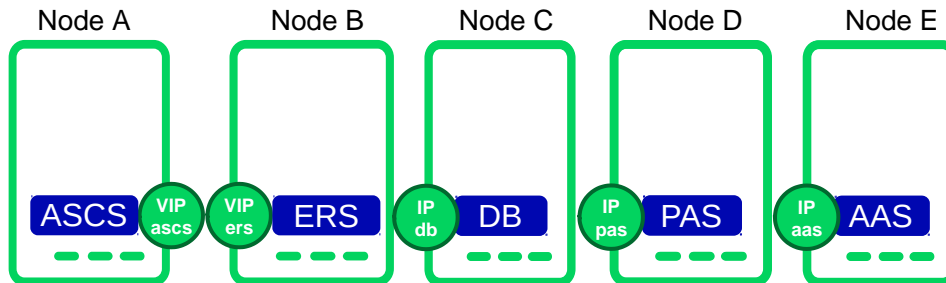 Node A
Node B
Node C
Node D
Node E
ASCS
VIP
ascs
VIP
ers
ERS
IP
db
DB
IP
pas
PAS
IP
aas
AAS